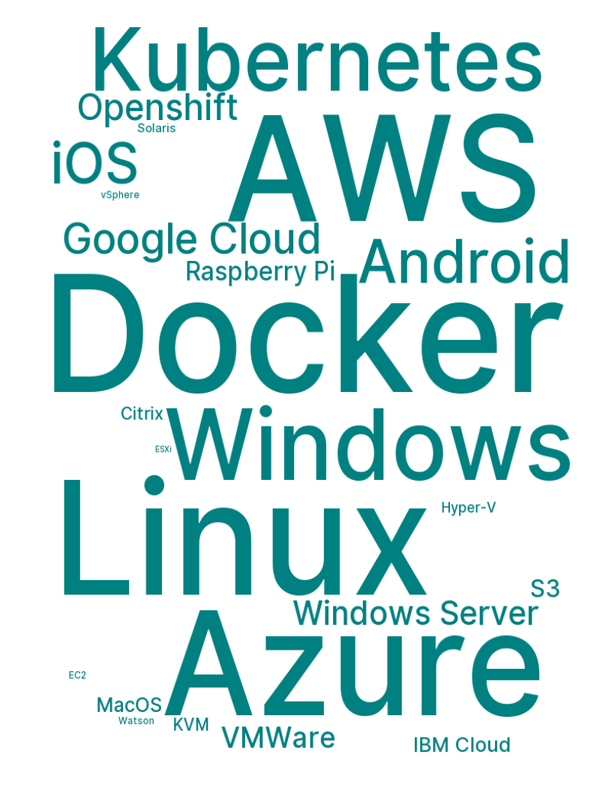 Kubernetes
Openshift
Solaris
AWS
iOS
vSphere
Google Cloud
Android
Raspberry Pi
Docker
Citrix
Windows
ESXi
Linux
Hyper-V
S3
Windows Server
Azure
EC2
MacOS
Watson
KVM
VMWare
IBM Cloud